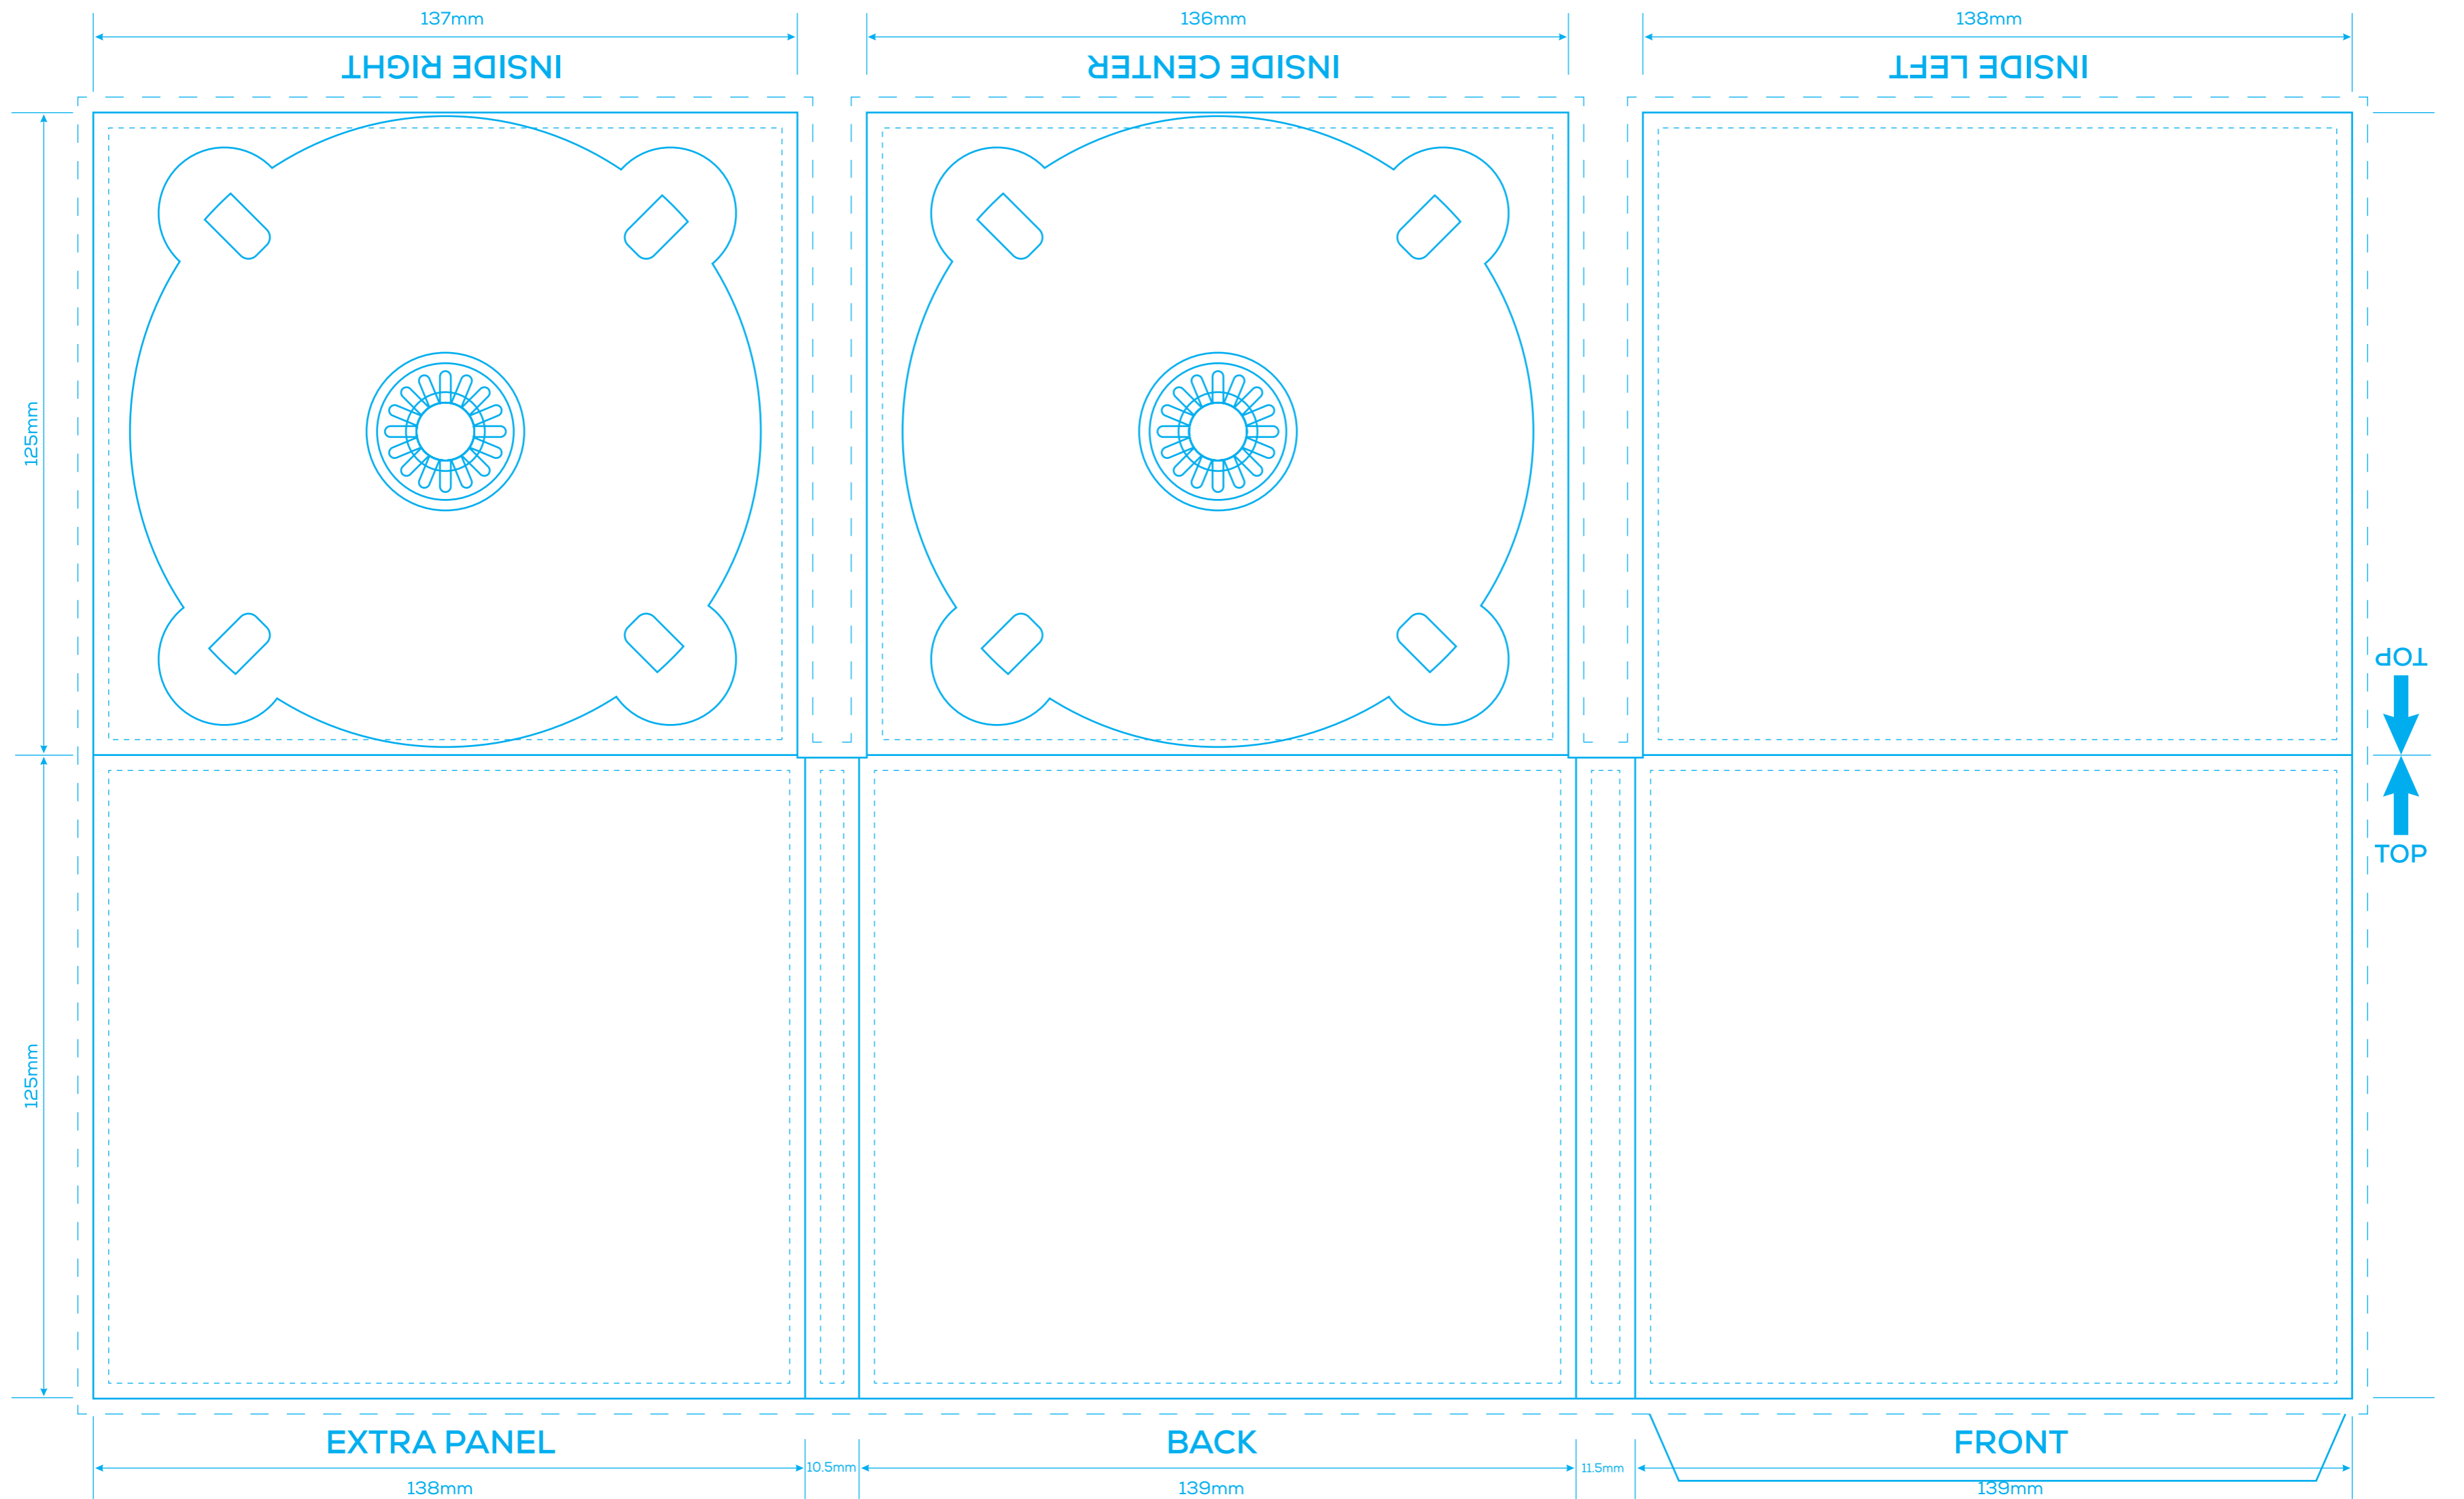 137mm
136mm
138mm
INSIDE RIGHT
INSIDE CENTER
INSIDE LEFT
125mm
TOP
TOP
125mm
EXTRA PANEL
BACK
FRONT
10.5mm
11.5mm
138mm
139mm
139mm